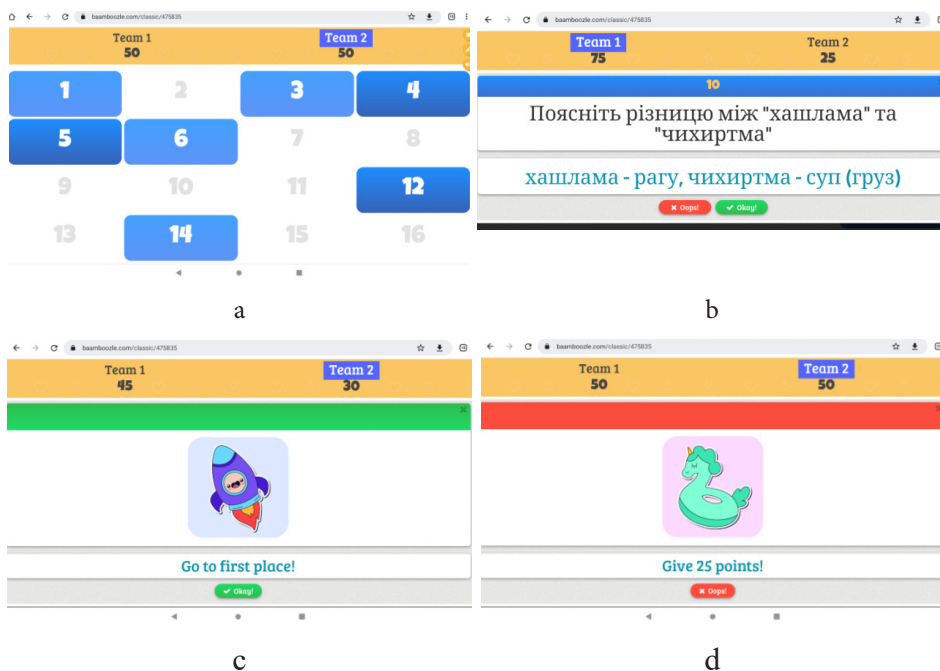 baamboozle.com/classic/475835
Team 1
50
Team 2
50
1
2
3
4
5
6
7
8
9
10
11
12
13
14
15
16
a
baamboozle.com/classic/475835
Team 1
75
Team 2
25
10
Поясніть різницю між "хашлама" та
"чихиртма"
хашлама - рагу, чихиртма - суп (груз)
Oops!
Okay!
b
baamboozle.com/classic/475835
Team 1
45
Team 2
30
Go to first place!
Okay!
c
baamboozle.com/classic/475835
Team 1
50
Team 2
50
Give 25 points!
Oops!
d